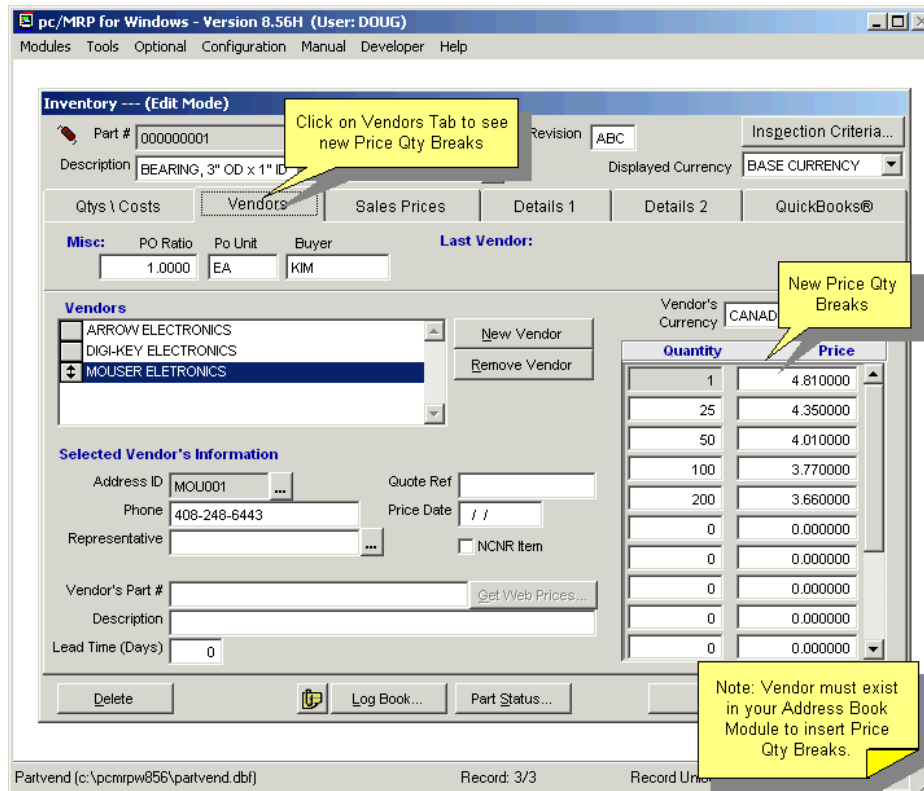 pc/MRP for Windows - Version 8.56H (User: DOUG)
Modules Tools Optional Configuration Manual Developer Help
Inventory --- (Edit Mode)
Click on Vendors Tab to see
new Price Qty Breaks
Part # 000000001
Revision ABC
Inspection Criteria...
Description BEARING, 3" OD x 1" ID
Displayed Currency BASE CURRENCY
Qtys \ Costs Vendors Sales Prices Details 1 Details 2 QuickBooks®
Misc: PO Ratio Po Unit Buyer Last Vendor:
1.0000 EA KIM
New Price Qty
Breaks
Vendors
Vendor's
Currency CANAD
ARROW ELECTRONICS
DIGI-KEY ELECTRONICS
MOUSER ELETRONICS
New Vendor
Remove Vendor
Quantity Price
1 4.810000
25 4.350000
50 4.010000
100 3.770000
200 3.660000
0 0.000000
0 0.000000
0 0.000000
0 0.000000
0 0.000000
Selected Vendor's Information
Address ID MOU001 ... Quote Ref
Phone 408-248-6443 Price Date / /
Representative ... NCNR Item
Vendor's Part # Get Web Prices...
Description
Lead Time (Days) 0
Delete Log Book... Part Status...
Note: Vendor must exist
in your Address Book
Module to insert Price
Qty Breaks.
Partvend (c:\pcmrpw856\partvend.dbf) Record: 3/3 Record